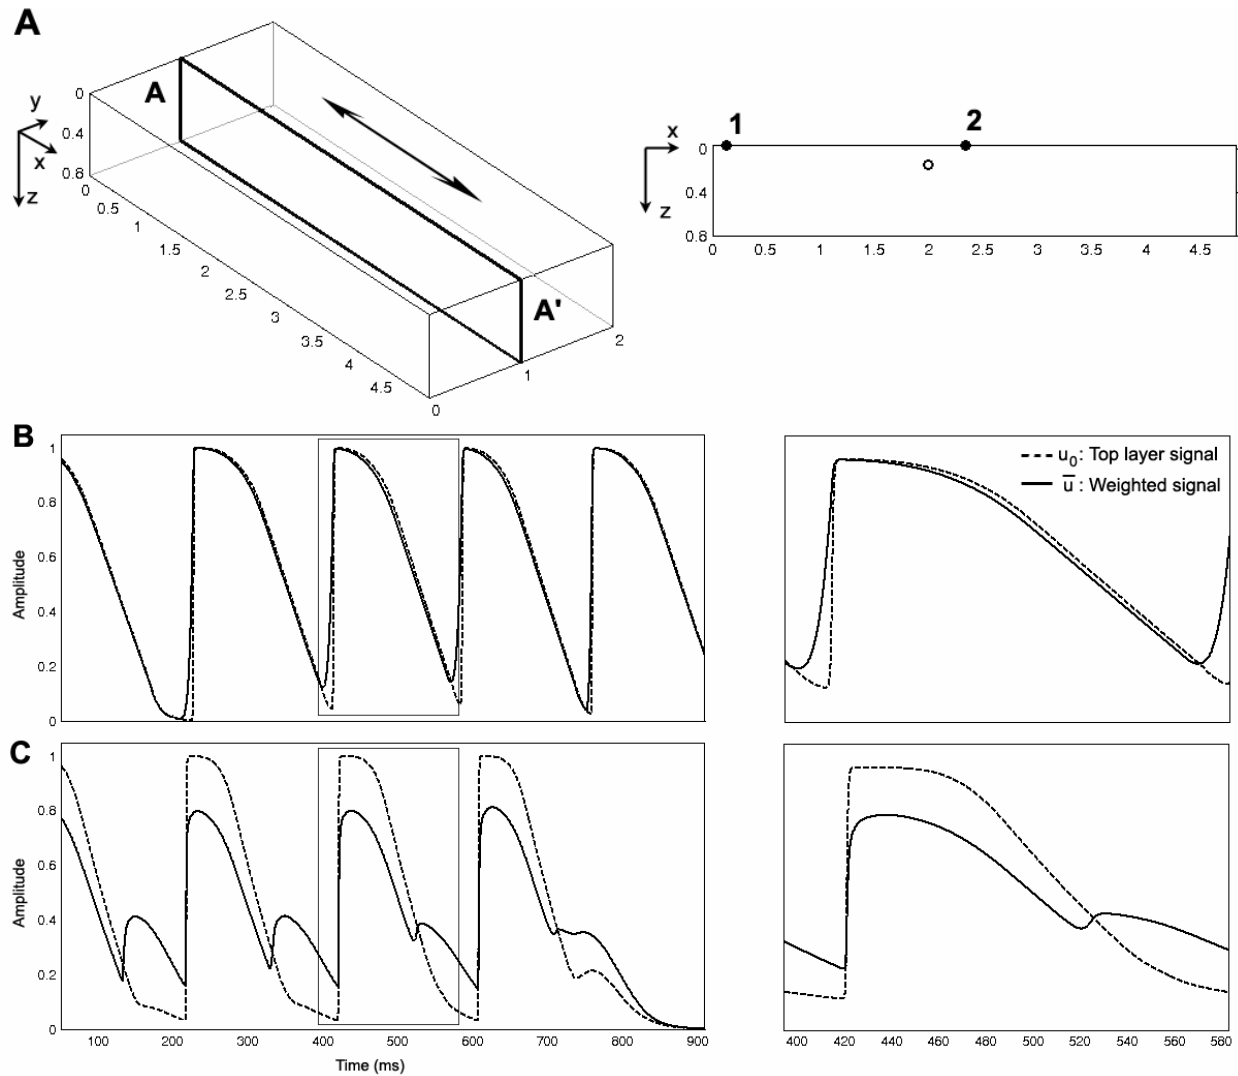 A
0
0.4
0.8
y
x
z
A
A'
0
0.5
1
1.5
2
2.5
3
3.5
4
4.5
0
1
2
1
2
x
z
0
0.4
0.8
0
0.5
1
1.5
2
2.5
3
3.5
4
4.5
B
1
0.8
0.6
0.4
0.2
0
Amplitude
u0: Top layer signal
u̅ : Weighted signal
C
1
0.8
0.6
0.4
0.2
0
Amplitude
100 200 300 400 500 600 700 800 900
Time (ms)
400 420 440 460 480 500 520 540 560 580